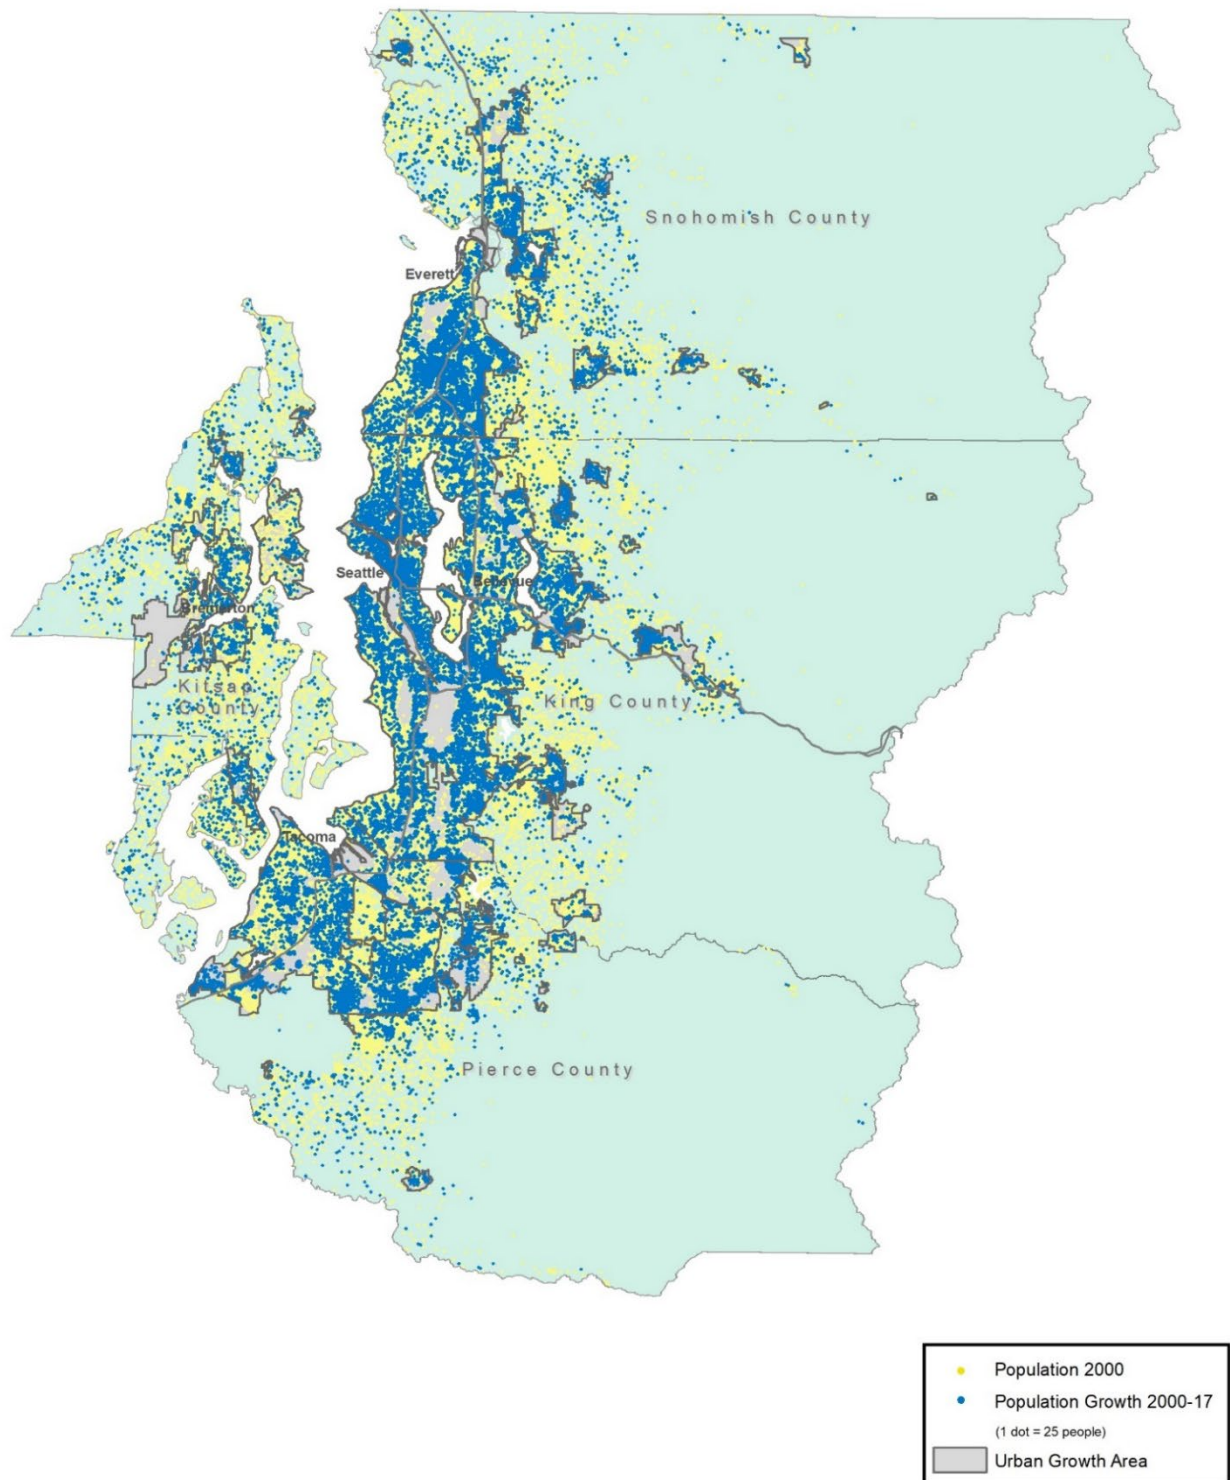 Snohomish County
Everett
Seattle
Bellevue
Bremerton
Kitsap
County
King County
Tacoma
Pierce County
Population 2000
Population Growth 2000-17
(1 dot = 25 people)
Urban Growth Area